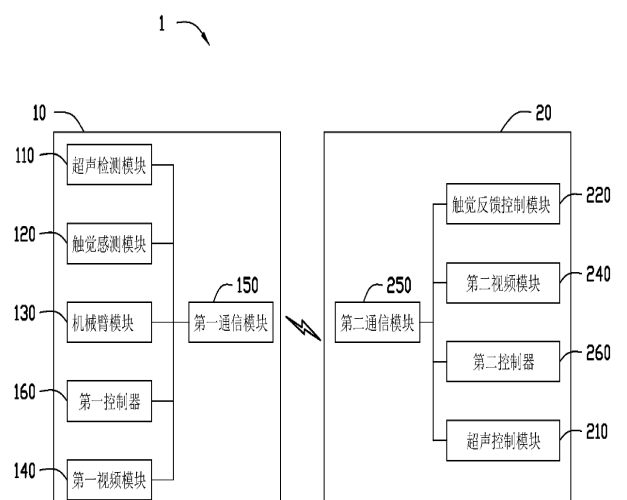 1
10
20
110
超声检测模块
120
触觉感测模块
130
机械臂模块
150
第一通信模块
160
第一控制器
140
第一视频模块
250
第二通信模块
触觉反馈控制模块
220
第二视频模块
240
第二控制器
260
超声控制模块
210